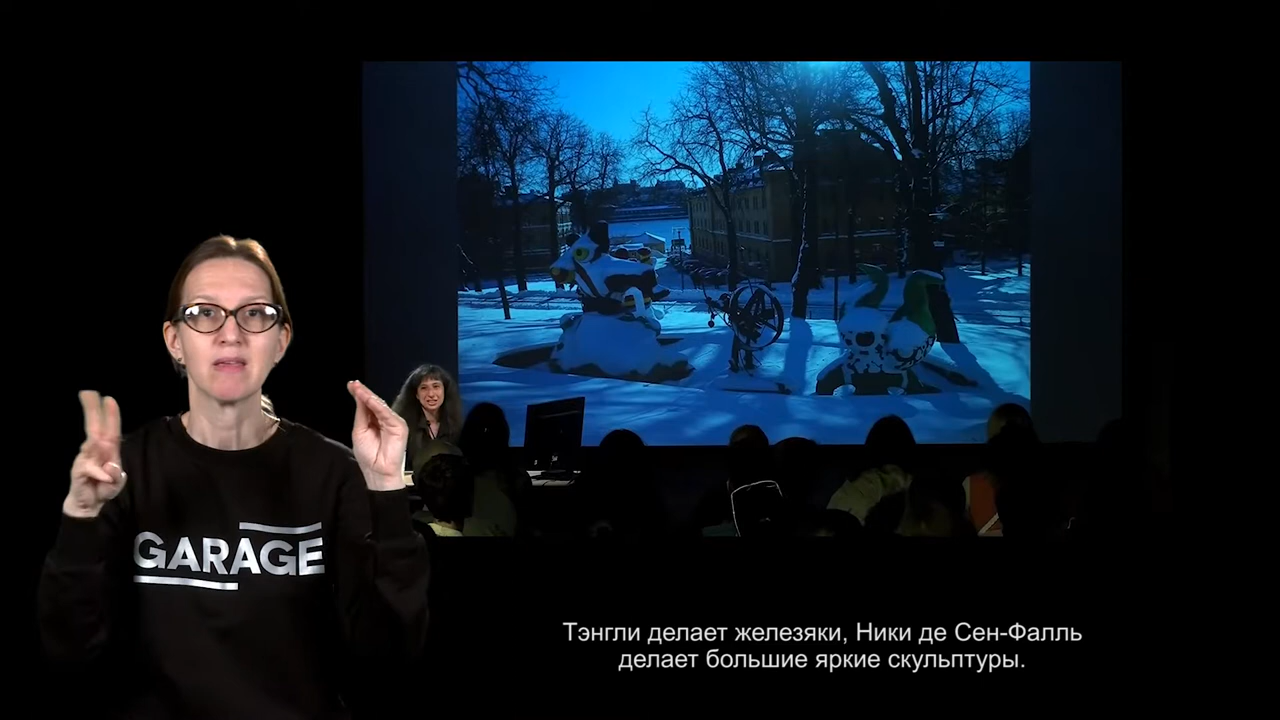 GARAGE
Тэнгли делает железяки, Ники де Сен-Фалль
делает большие яркие скульптуры.